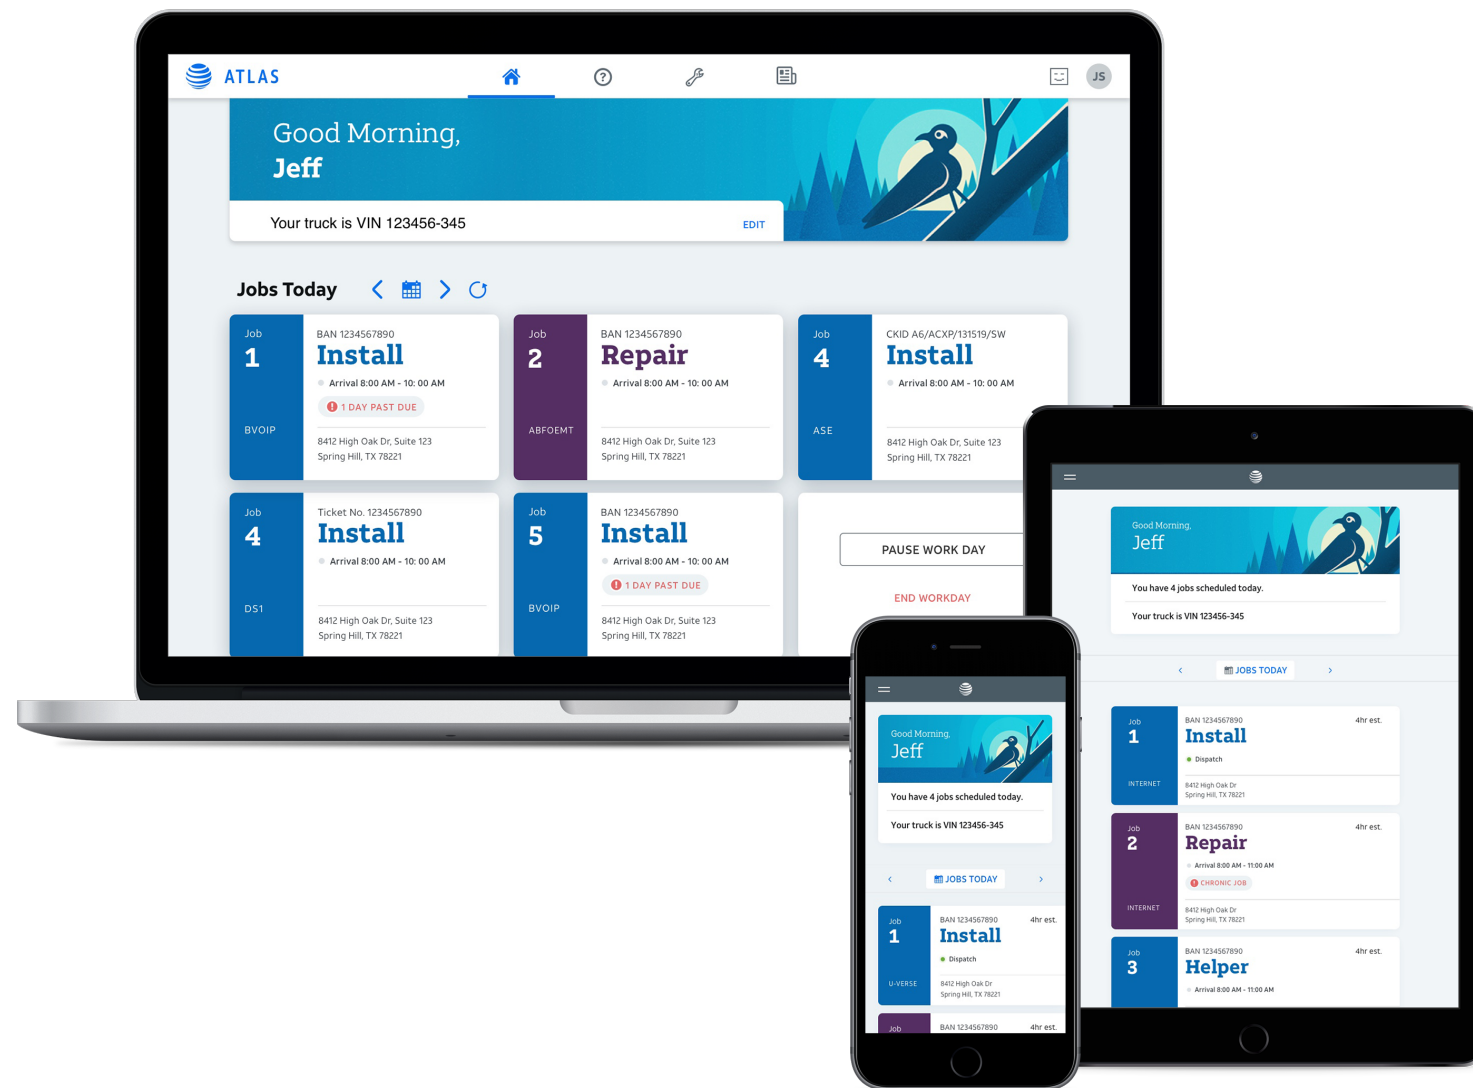 ATLAS
JS
Good Morning,
Jeff
Your truck is VIN 123456-345
EDIT
Jobs Today
Job
1
BVOIP
BAN 1234567890
Install
Arrival 8:00 AM - 10: 00 AM
1 DAY PAST DUE
8412 High Oak Dr, Suite 123
Spring Hill, TX 78221
Job
2
ABFOEMT
BAN 1234567890
Repair
Arrival 8:00 AM - 10: 00 AM
8412 High Oak Dr, Suite 123
Spring Hill, TX 78221
Job
4
ASE
CKID A6/ACXP/131519/SW
Install
Arrival 8:00 AM - 10: 00 AM
8412 High Oak Dr, Suite 123
Spring Hill, TX 78221
Job
4
DS1
Ticket No. 1234567890
Install
Arrival 8:00 AM - 10: 00 AM
8412 High Oak Dr, Suite 123
Spring Hill, TX 78221
Job
5
BVOIP
BAN 1234567890
Install
Arrival 8:00 AM - 10: 00 AM
1 DAY PAST DUE
8412 High Oak Dr, Suite 123
Spring Hill, TX 78221
PAUSE WORK DAY
END WORKDAY
Good Morning,
Jeff
You have 4 jobs scheduled today.
Your truck is VIN 123456-345
JOBS TODAY
Job
1
U-VERSE
BAN 1234567890
4hr est.
Install
Dispatch
8412 High Oak Dr
Spring Hill, TX 78221
Job
BAN 1234567890
4hr est.
Good Morning,
Jeff
You have 4 jobs scheduled today.
Your truck is VIN 123456-345
JOBS TODAY
Job
1
INTERNET
BAN 1234567890
4hr est.
Install
Dispatch
8412 High Oak Dr
Spring Hill, TX 78221
Job
2
INTERNET
BAN 1234567890
4hr est.
Repair
Arrival 8:00 AM - 11:00 AM
CHRONIC JOB
8412 High Oak Dr
Spring Hill, TX 78221
Job
3
BAN 1234567890
4hr est.
Helper
Arrival 8:00 AM - 11:00 AM